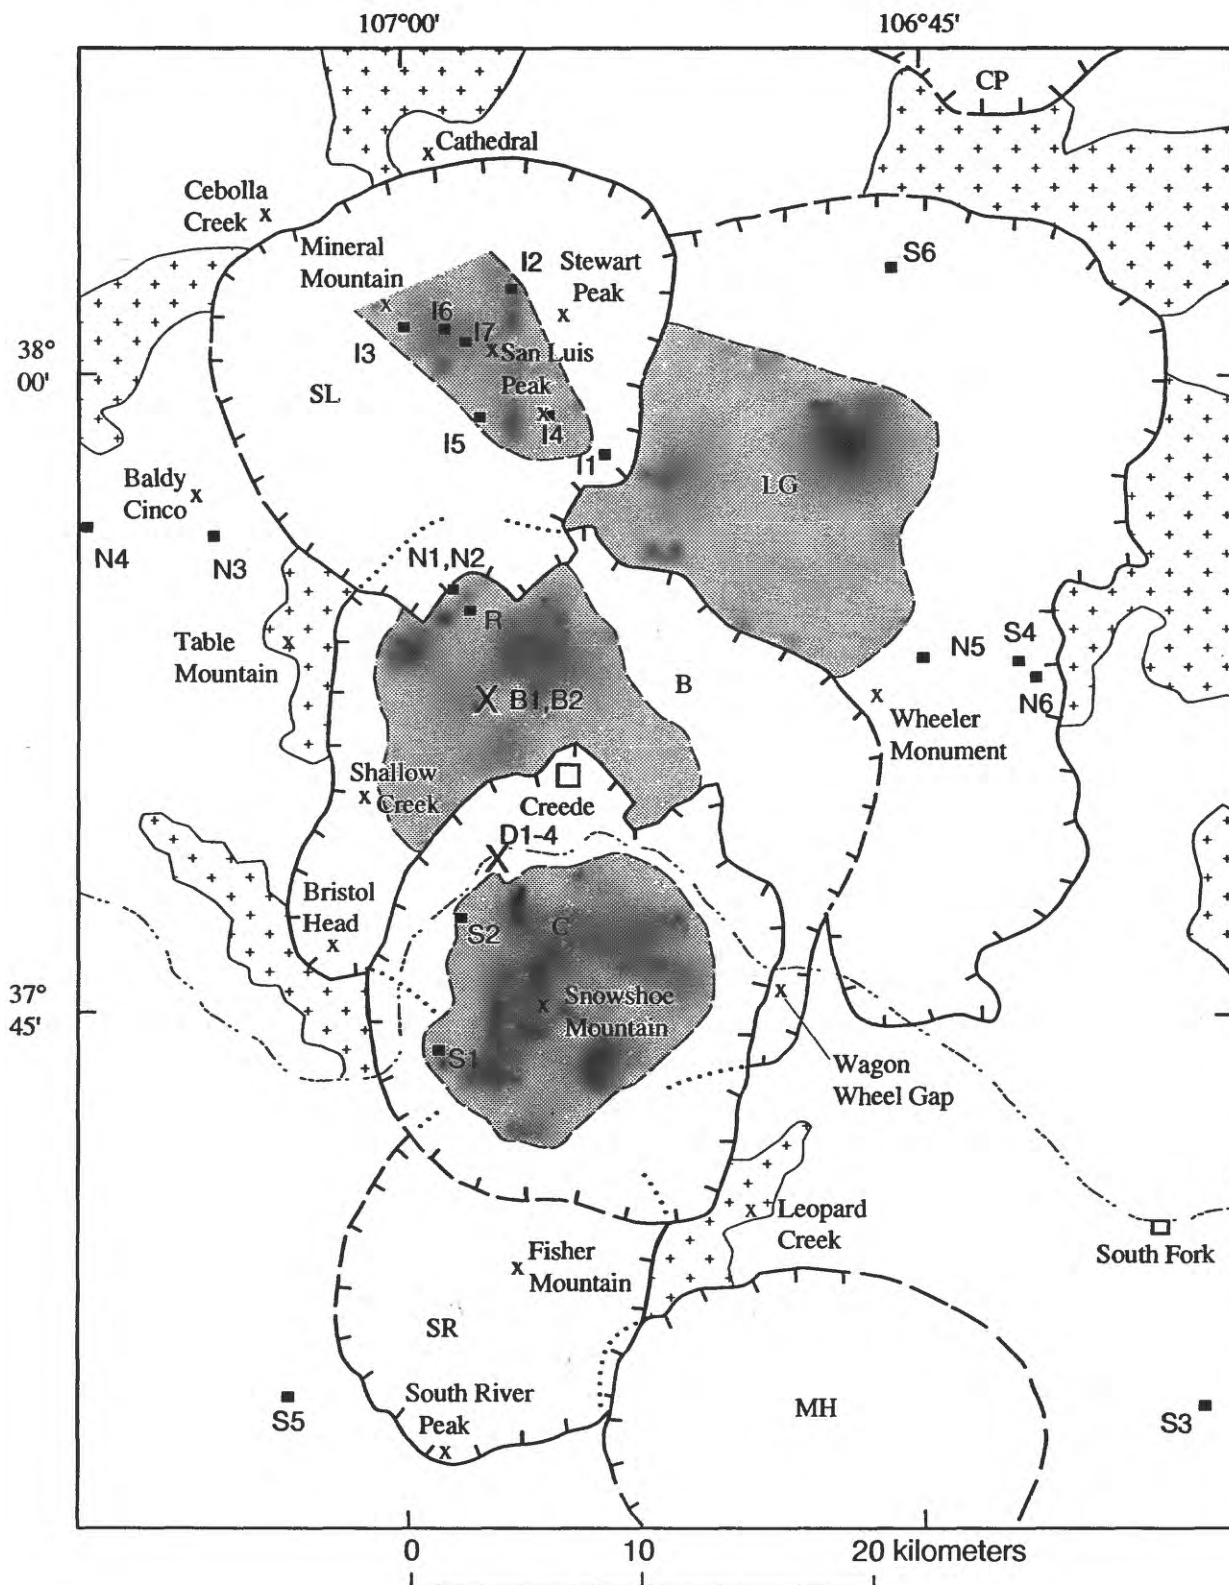 107°00'
106°45'
CP
Cathedral
Cebolla
Creek
Mineral
Mountain
I2
Stewart
Peak
S6
I6
I7
I3
San Luis
Peak
38°
00'
SL
I5
I4
I1
LG
Baldy
Cinco
N4
N3
N1,N2
R
Table
Mountain
N5
S4
N6
B
B1,B2
Wheeler
Monument
Shallow
Creek
Creede
D1-4
Bristol
Head
S2
C
37°
45'
Snowshoe
Mountain
S1
Wagon
Wheel Gap
Leopard
Creek
South Fork
Fisher
Mountain
SR
South River
Peak
S5
MH
S3
0
10
20 kilometers